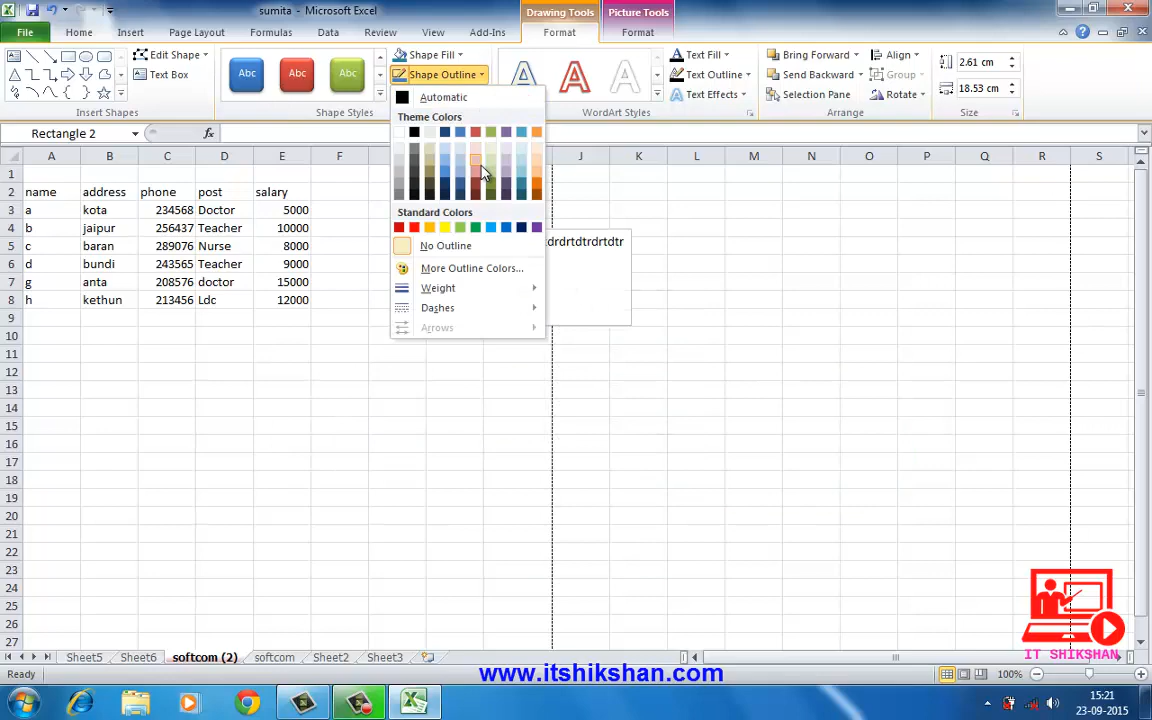 sumita - Microsoft Excel
Drawing Tools
Picture Tools
File
Home
Insert
Page Layout
Formulas
Data
Review
View
Add-Ins
Format
Format
Edit Shape
Text Box
Insert Shapes
Abc
Abc
Abc
Shape Styles
Shape Fill
Shape Outline
A
A
A
WordArt Styles
Text Fill
Text Outline
Text Effects
Bring Forward
Send Backward
Selection Pane
Align
Group
Rotate
Arrange
2.61 cm
18.53 cm
Size
Rectangle 2
fx
Automatic
Theme Colors
Standard Colors
No Outline
More Outline Colors...
Weight
Dashes
Arrows
A B C D E F J K L M N O P Q R S
1
2 name address phone post salary
3 a kota 234568 Doctor 5000
4 b jaipur 256437 Teacher 10000
5 c baran 289076 Nurse 8000
6 d bundi 243565 Teacher 9000
7 g anta 208576 doctor 15000
8 h kethun 213456 Ldc 12000
9
10
11
12
13
14
15
16
17
18
19
20
21
22
23
24
25
26
27
IT SHIKSHAN
Sheet5 Sheet6 softcom (2) softcom Sheet2 Sheet3
Ready
www.itshikshan.com
100%
15:21
23-09-2015